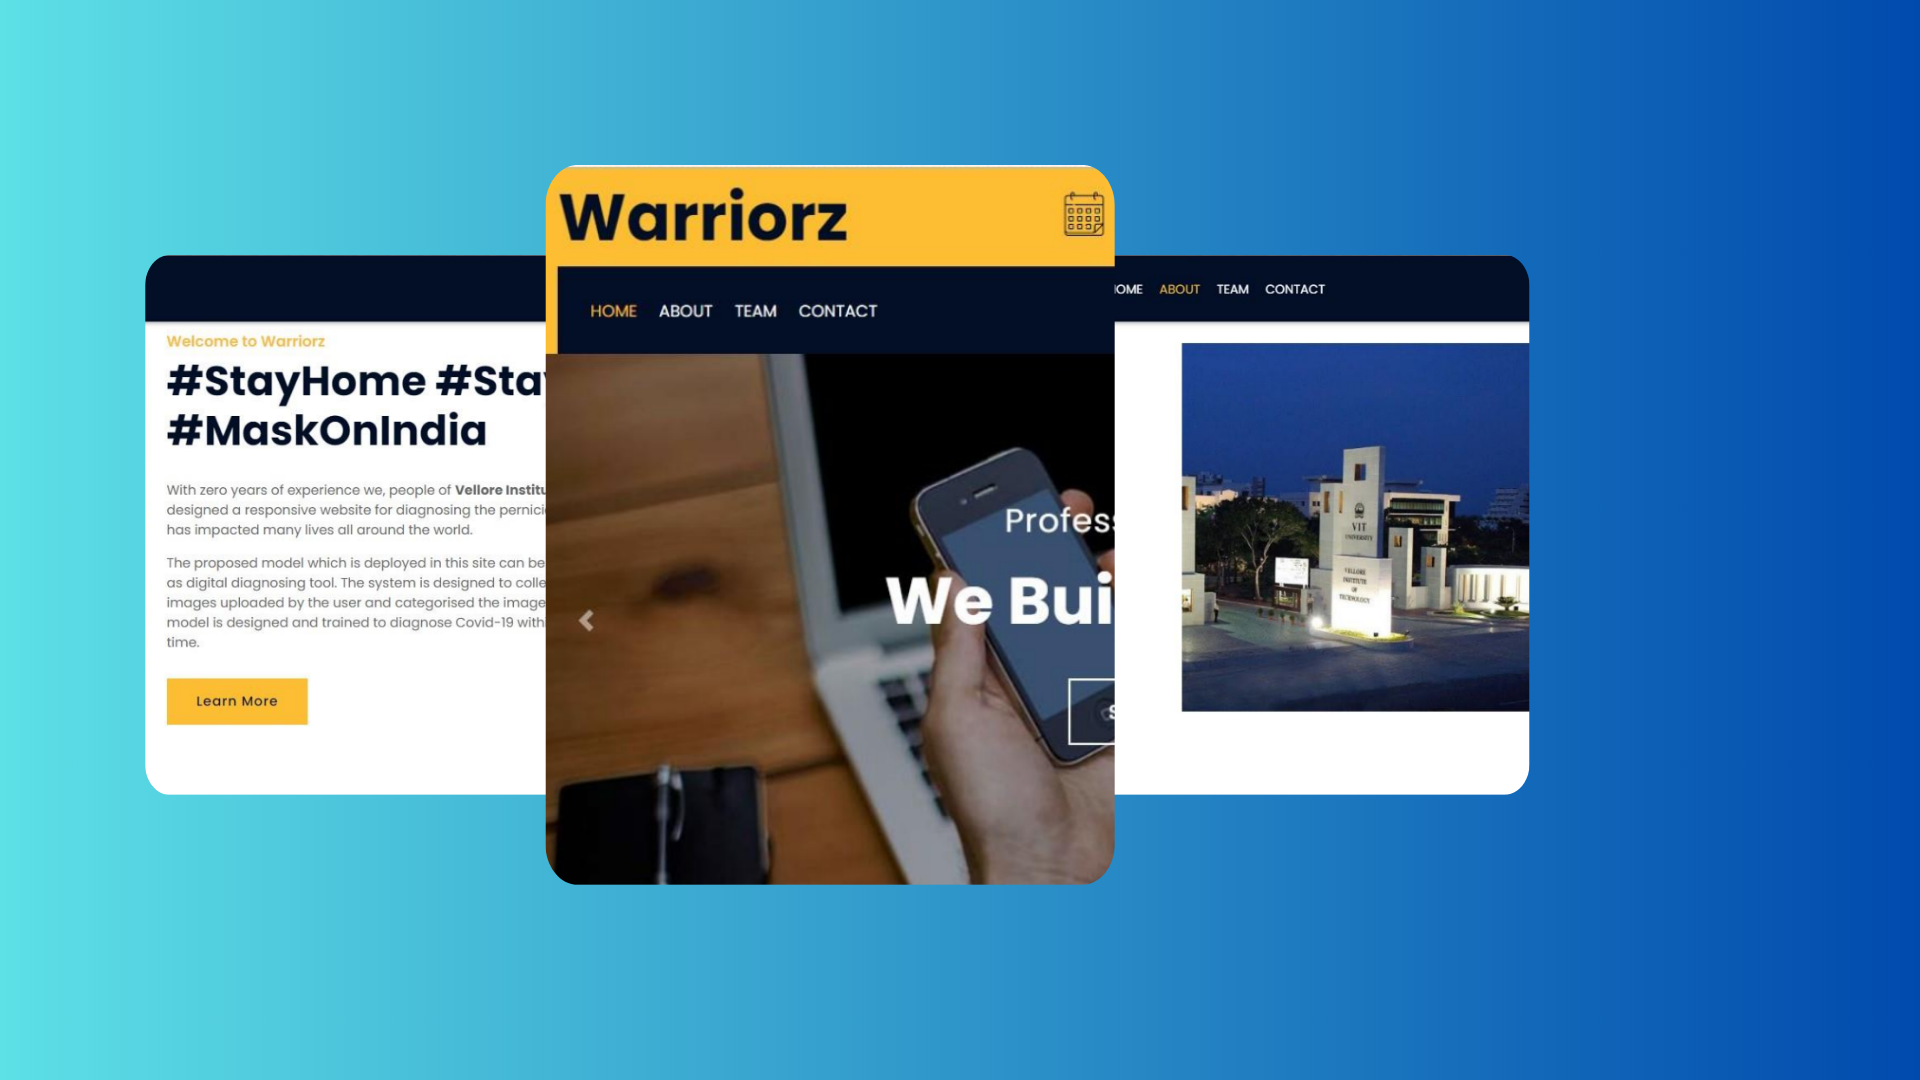 Warriorz
HOME ABOUT TEAM CONTACT
Profess
We Bui
Welcome to Warriorz
#StayHome #Stay
#MaskOnIndia
With zero years of experience we, people of Vellore Institu
designed a responsive website for diagnosing the pernici
has impacted many lives all around the world.
The proposed model which is deployed in this site can be
as digital diagnosing tool. The system is designed to colle
images uploaded by the user and categorised the image
model is designed and trained to diagnose Covid-19 with
time.
Learn More
HOME ABOUT TEAM CONTACT
VIT
UNIVERSITY
VELLORE
INSTITUTE
OF
TECHNOLOGY